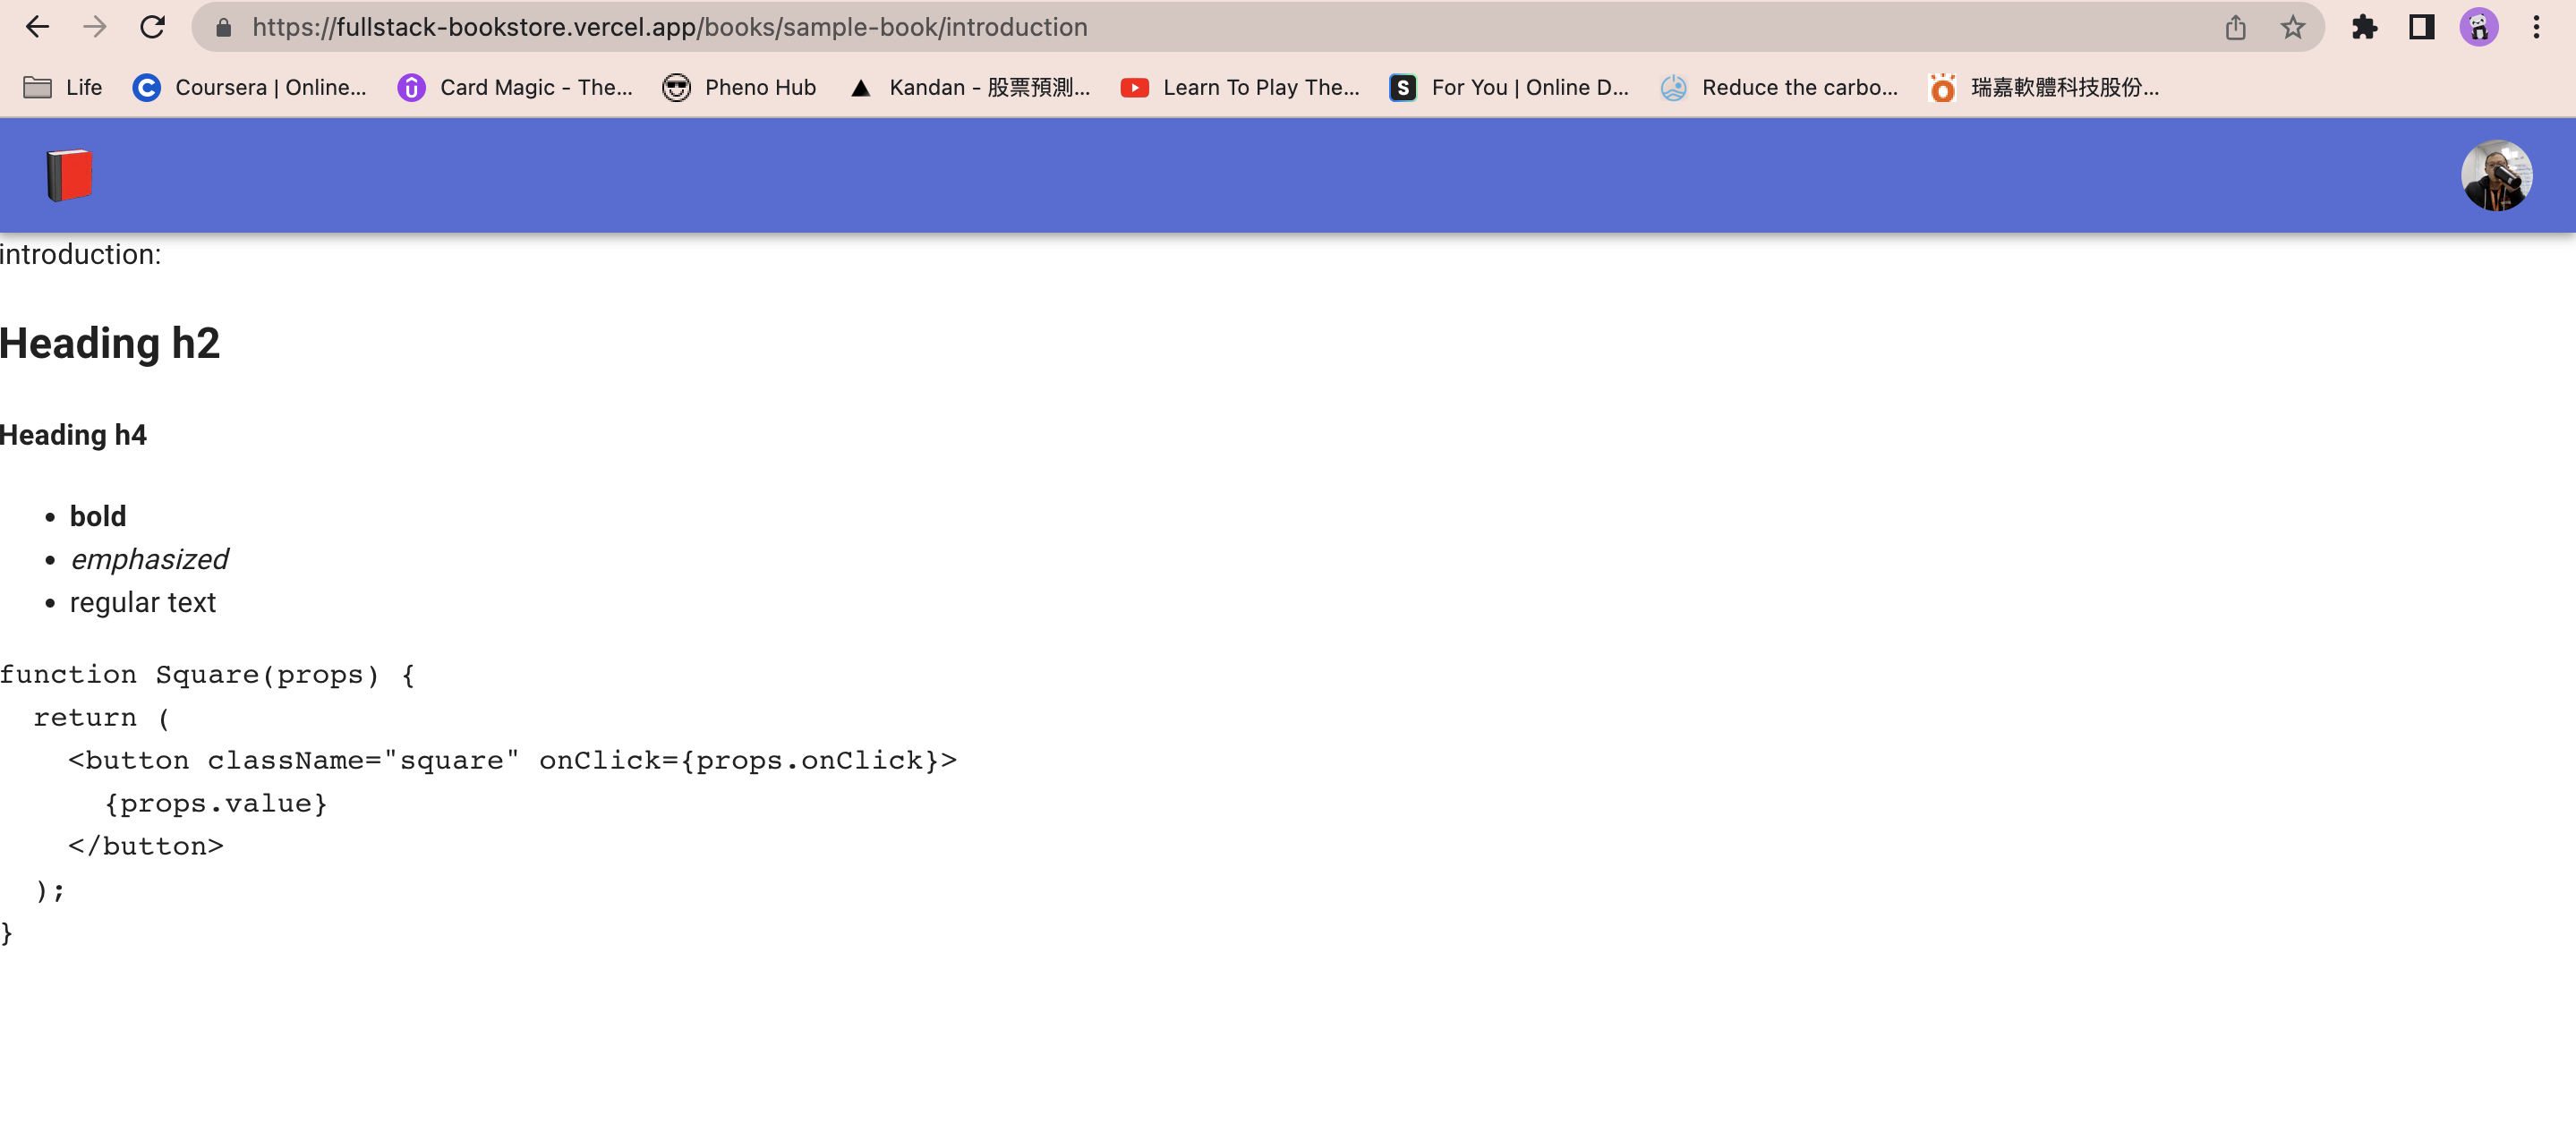 https://fullstack-bookstore.vercel.app/books/sample-book/introduction
Life Coursera | Online... Card Magic - The... Pheno Hub Kandan - 股票預測... Learn To Play The... For You | Online D... Reduce the carbo... 瑞嘉軟體科技股份...
introduction:
Heading h2
Heading h4
• bold
• emphasized
• regular text
function Square(props) {
  return (
    <button className="square" onClick={props.onClick}>
      {props.value}
    </button>
  );
}